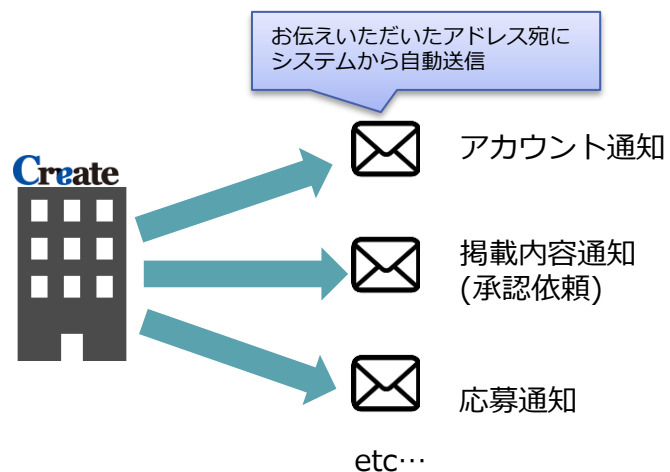 お伝えいただいたアドレス宛に
システムから自動送信
Create
アカウント通知
掲載内容通知
(承認依頼)
応募通知
etc…